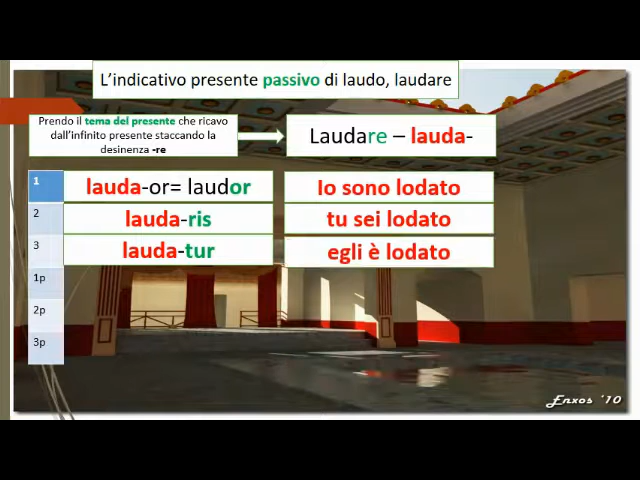 L'indicativo presente passivo di laudo, laudare
Prendo il tema del presente che ricavo
dall'infinito presente staccando la
desinenza -re
Laudare – lauda-
1 lauda-or= laudor Io sono lodato
2 lauda-ris tu sei lodato
3 lauda-tur egli è lodato
1p
2p
3p
Enxos '10